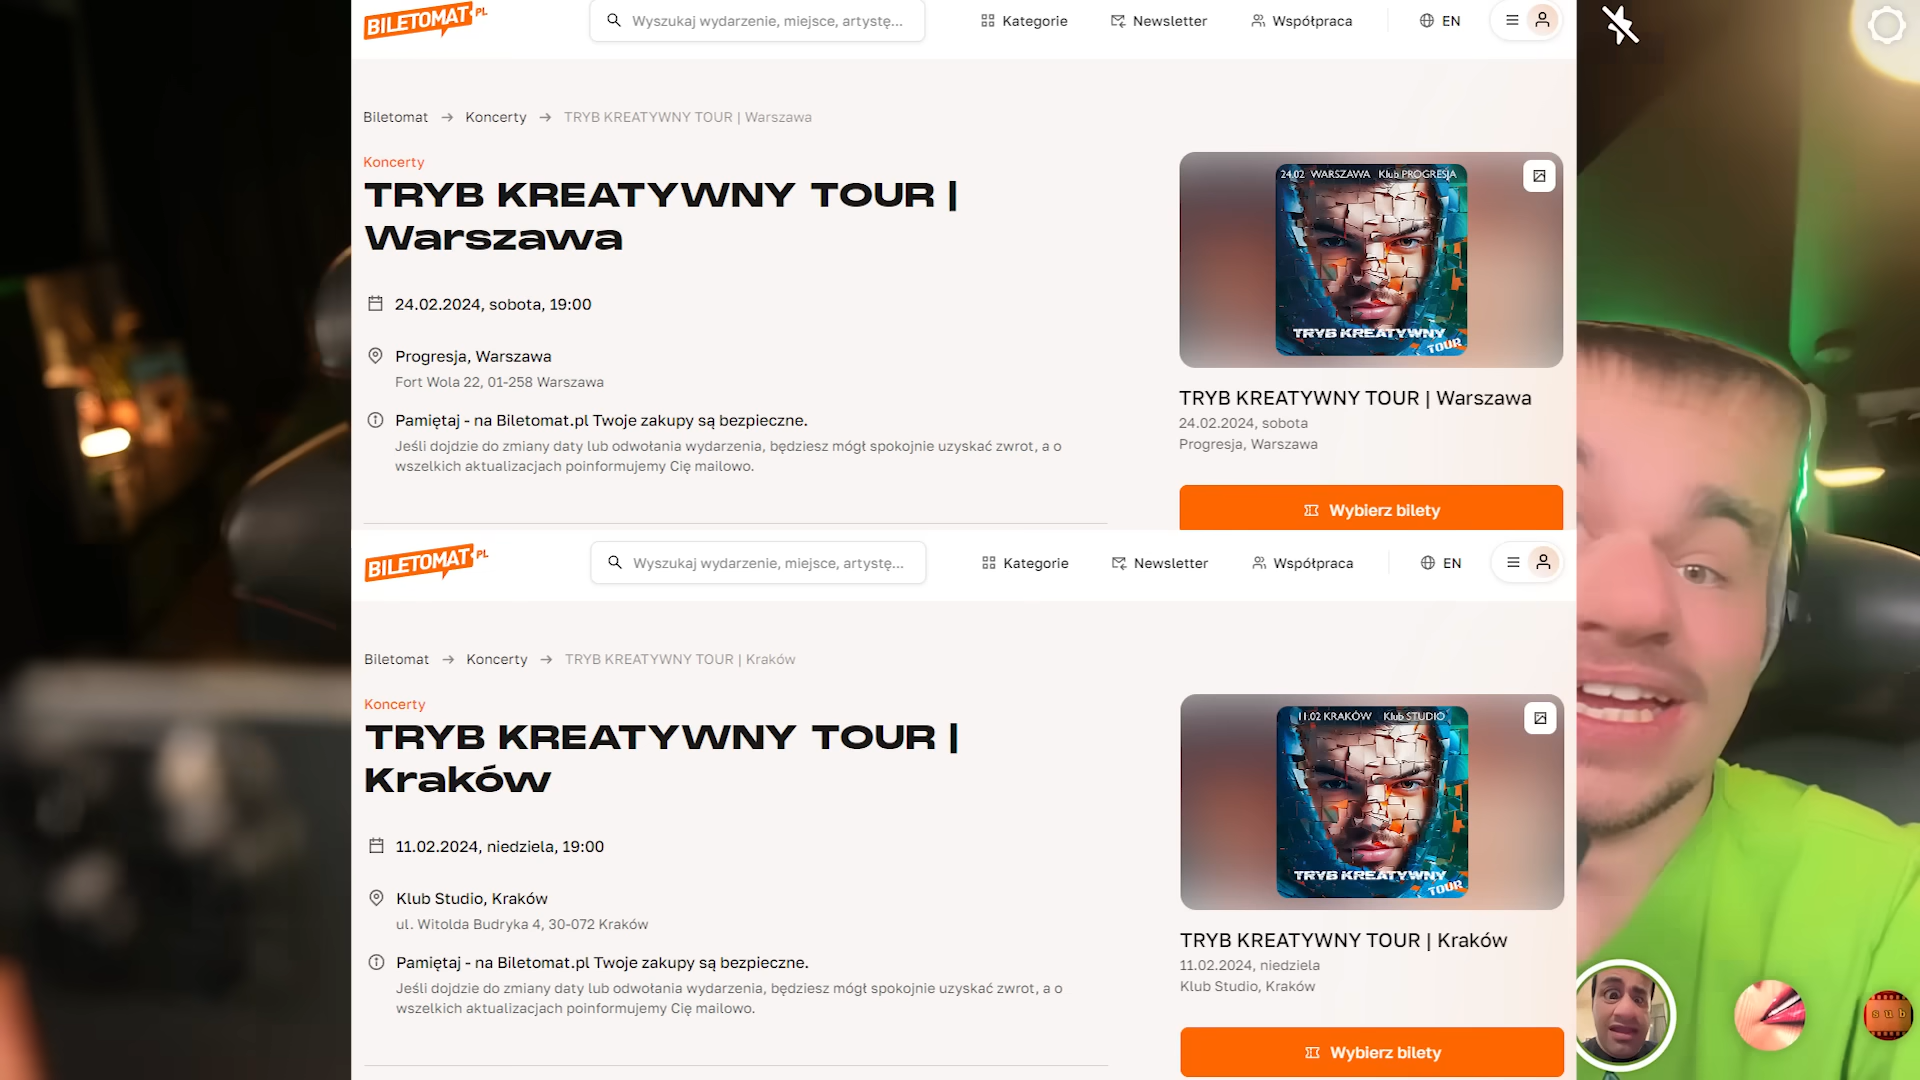 BILETOMAT.PL
Wyszukaj wydarzenie, miejsce, artystę...
Kategorie
Newsletter
Współpraca
EN
Biletomat → Koncerty → TRYB KREATYWNY TOUR | Warszawa
Koncerty
TRYB KREATYWNY TOUR |
Warszawa
24.02.2024, sobota, 19:00
Progresja, Warszawa
Fort Wola 22, 01-258 Warszawa
Pamiętaj - na Biletomat.pl Twoje zakupy są bezpieczne.
Jeśli dojdzie do zmiany daty lub odwołania wydarzenia, będziesz mógł spokojnie uzyskać zwrot, a o
wszelkich aktualizacjach poinformujemy Cię mailowo.
24.02 WARSZAWA Klub PROGRESJA
TRYB KREATYWNY
TOUR
TRYB KREATYWNY TOUR | Warszawa
24.02.2024, sobota
Progresja, Warszawa
Wybierz bilety
BILETOMAT.PL
Wyszukaj wydarzenie, miejsce, artystę...
Kategorie
Newsletter
Współpraca
EN
Biletomat → Koncerty → TRYB KREATYWNY TOUR | Kraków
Koncerty
TRYB KREATYWNY TOUR |
Kraków
11.02.2024, niedziela, 19:00
Klub Studio, Kraków
ul. Witolda Budryka 4, 30-072 Kraków
Pamiętaj - na Biletomat.pl Twoje zakupy są bezpieczne.
Jeśli dojdzie do zmiany daty lub odwołania wydarzenia, będziesz mógł spokojnie uzyskać zwrot, a o
wszelkich aktualizacjach poinformujemy Cię mailowo.
11.02 KRAKÓW Klub STUDIO
TRYB KREATYWNY
TOUR
TRYB KREATYWNY TOUR | Kraków
11.02.2024, niedziela
Klub Studio, Kraków
Wybierz bilety
sub